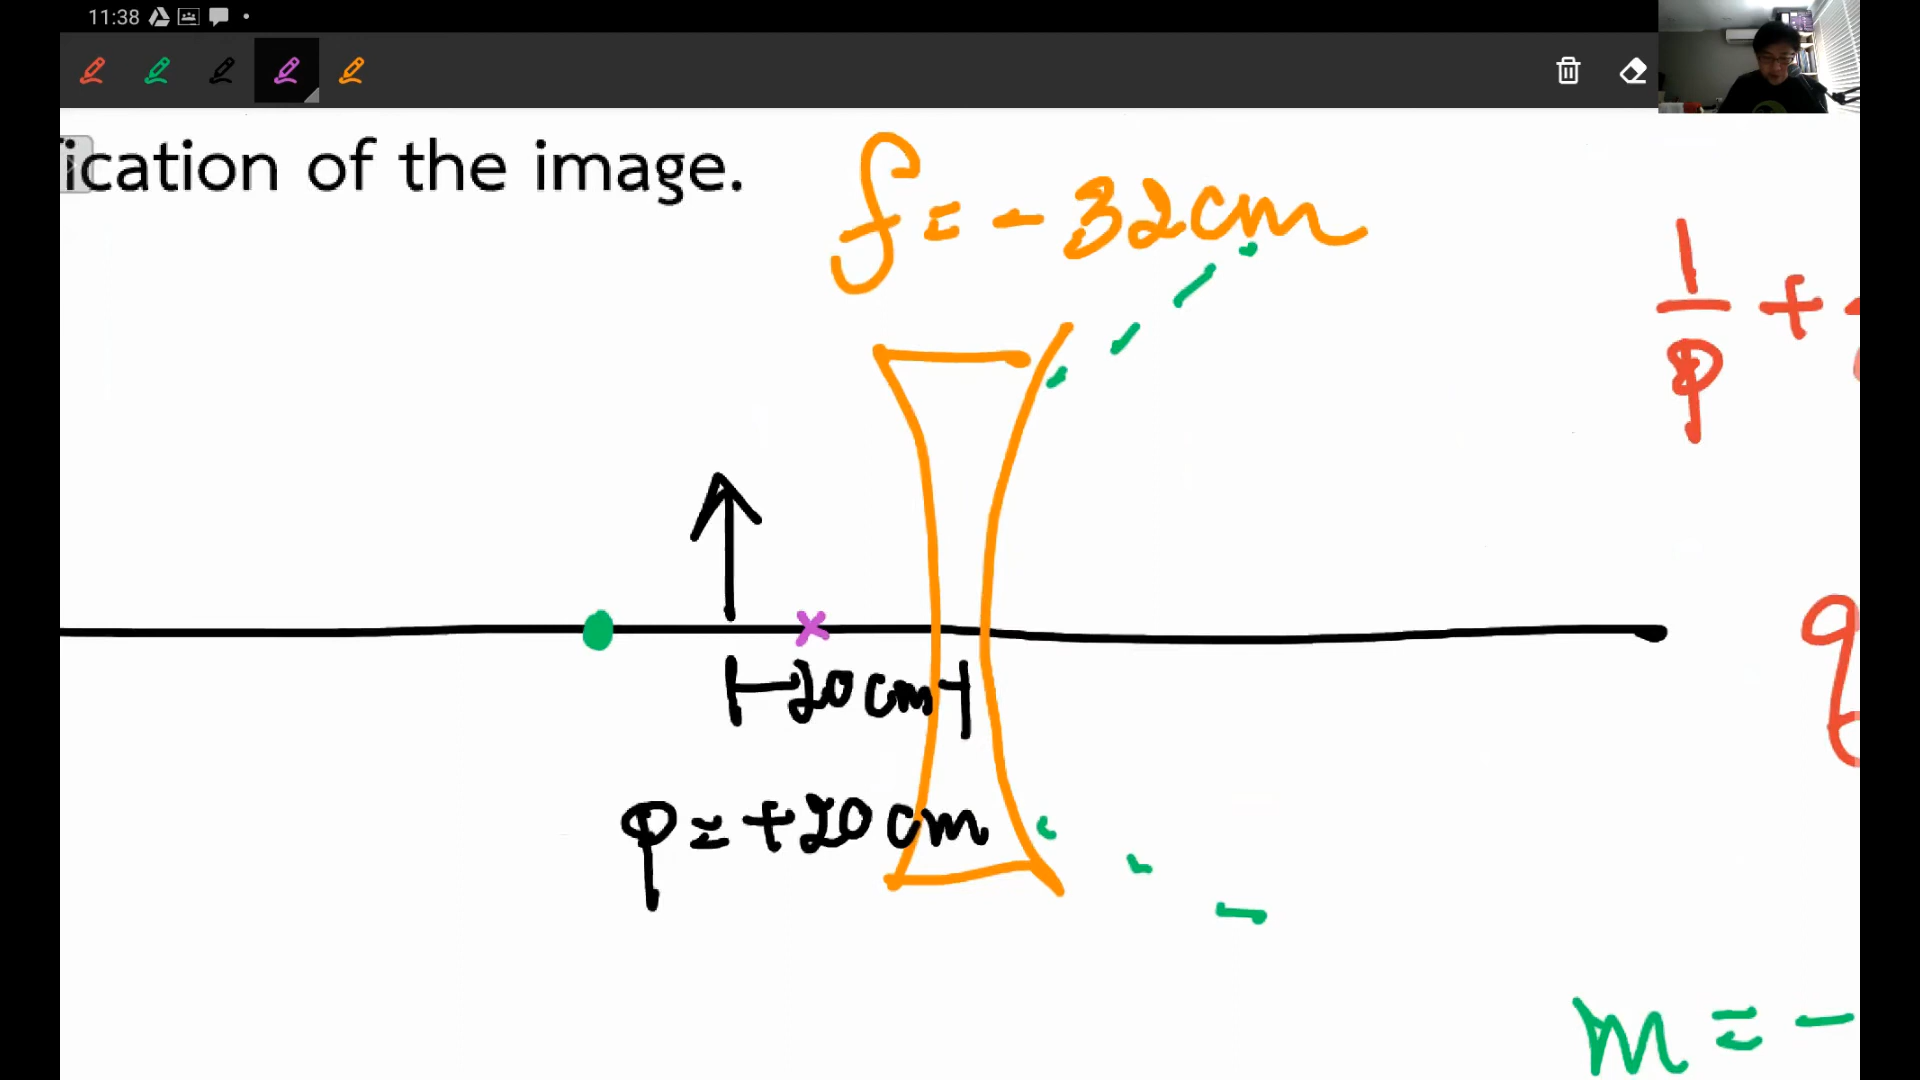 11:38
ication of the image.
f = - 32cm
1/p +
20 cm
q
p = +20 cm
m = -